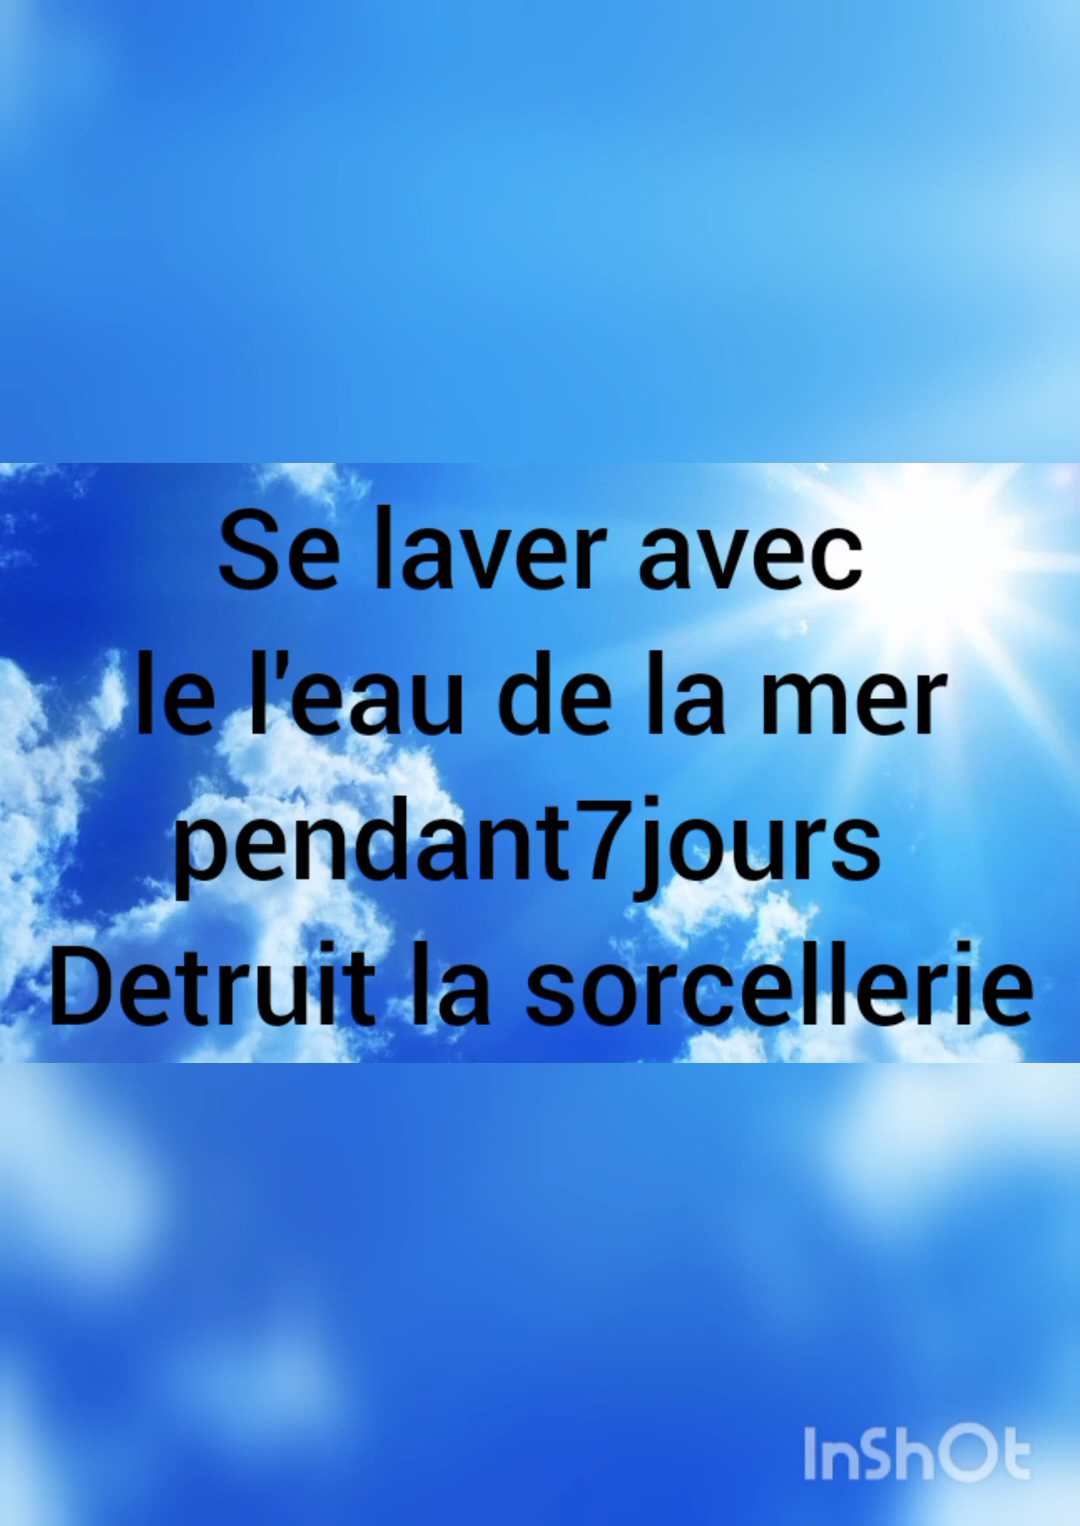 Se laver avec
le l'eau de la mer
pendant7jours
Detruit la sorcellerie
InShOt